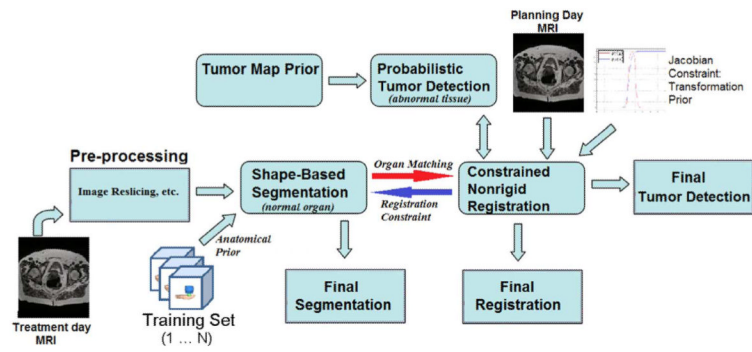 Planning Day
MRI
Tumor Map Prior
Probabilistic
Tumor Detection
(abnormal tissue)
Jacobian
Constraint:
Transformation
Prior
Pre-processing
Image Reslicing, etc.
Shape-Based
Segmentation
(normal organ)
Organ Matching
Registration
Constraint
Constrained
Nonrigid
Registration
Final
Tumor Detection
Anatomical
Prior
Treatment day
MRI
Training Set
(1 ... N)
Final
Segmentation
Final
Registration